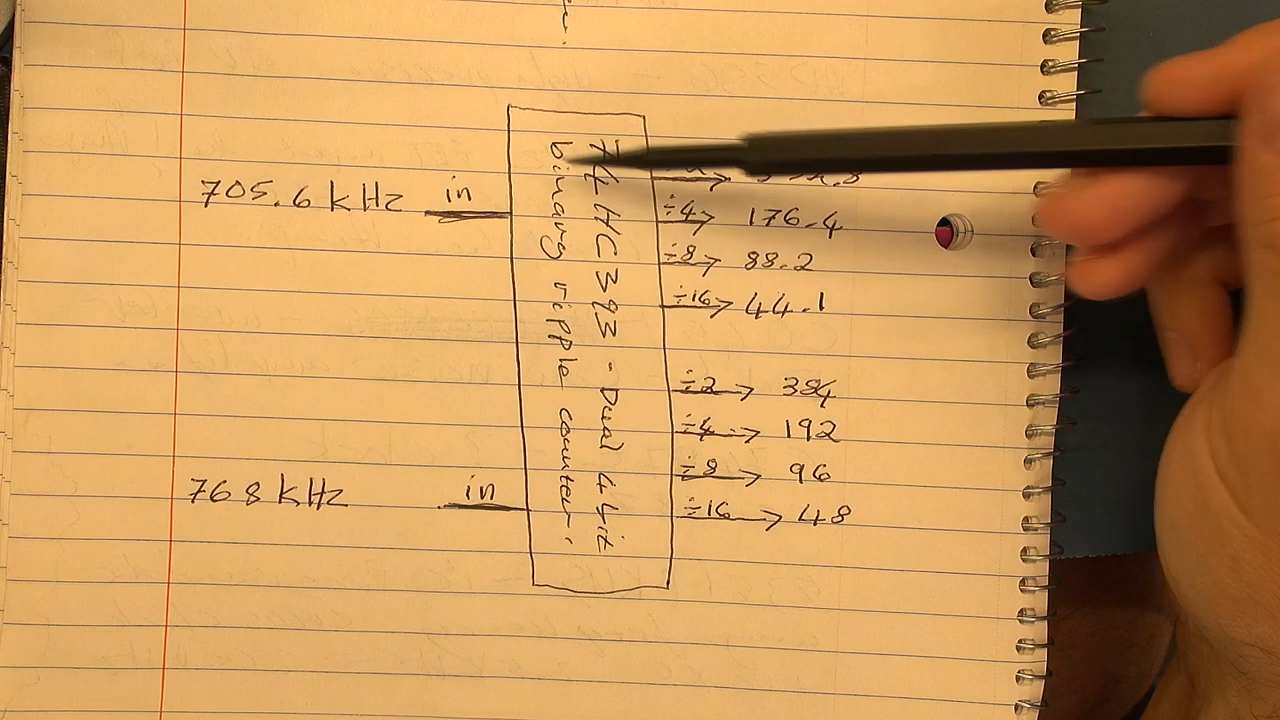 705.6 kHz in
74HC393 - Dual 4 bit
binary ripple counter.
÷4 → 176.4
÷8 → 88.2
÷16 → 44.1
÷2 → 384
÷4 → 192
÷8 → 96
÷16 → 48
768 kHz in